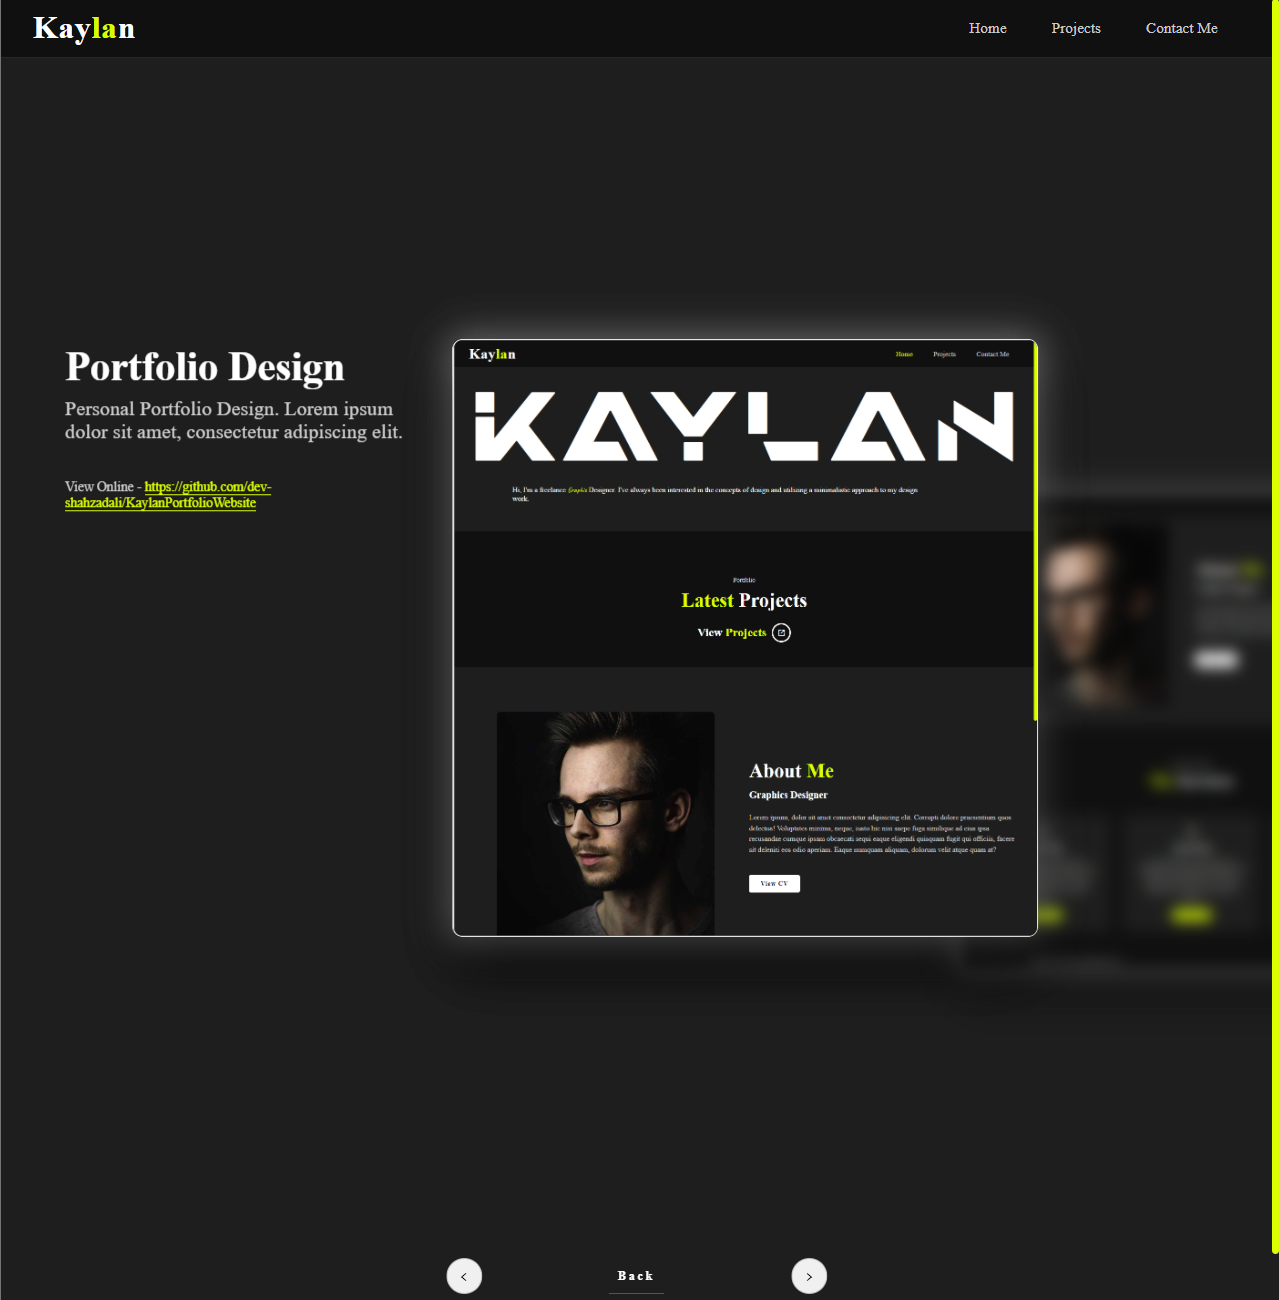 Kaylan
Home Projects Contact Me
Portfolio Design
Personal Portfolio Design. Lorem ipsum
dolor sit amet, consectetur adipiscing elit.
View Online - https://github.com/dev-
shahzadali/KaylanPortfolioWebsite
Kaylan
Home Projects Contact Me
KAYLAN
Hi, I'm a freelance Graphic Designer. I've always been interested in the concepts of design and utilising a minimalistic approach to my design
work.
Portfolio
Latest Projects
View Projects
About Me
Graphics Designer
Lorem ipsum, dolor sit amet consectetur adipisicing elit. Corrupti dolore praesentium quos
delectus! Voluptates minima, neque, iusto hic nisi saepe fuga similique ad eius ipsa
recusandae cumque ipsam obcaecati sequi eaque eligendi quisquam fugit qui officiis, facere
sit deleniti eos odio aperiam. Eaque numquam aliquam, dolorum velit atque quam at?
View CV
Back